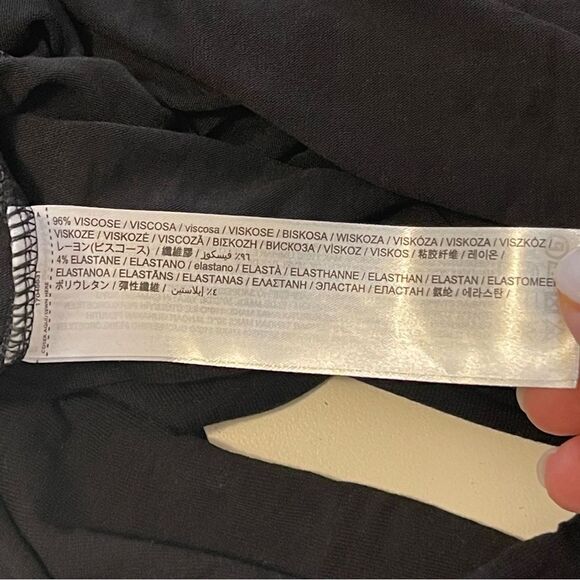 96% VISCOSE / VISCOSA / viscosa / VISKOSE / BISKOSA / WISKOZA / VISKÓZA / VISKOZA / VISZKÓZ
VISKOZE / VISKOZĖ / VISCOZĂ / ΒΙΣΚΟΖΗ / ВИСКОЗА / VİSKOZ / VISKOS / 粘胶纤维 / 레이온 /
レーヨン(ビスコース) / 纖維膠 / ٩٦٪ فيسكوز /
4% ELASTANE / ELASTANO / elastano / ELASTÀ / ELASTHANNE / ELASTHAN / ELASTAN / ELASTOMEER
ELASTANOA / ELASTĀNS / ELASTANAS / ΕΛΑΣΤΑΝΗ / ЭЛАСТАН / ЕЛАСТАН / 氨纶 / 에라스탄 /
ポリウレタン / 彈性纖維 / ٤٪ إيلاستين /